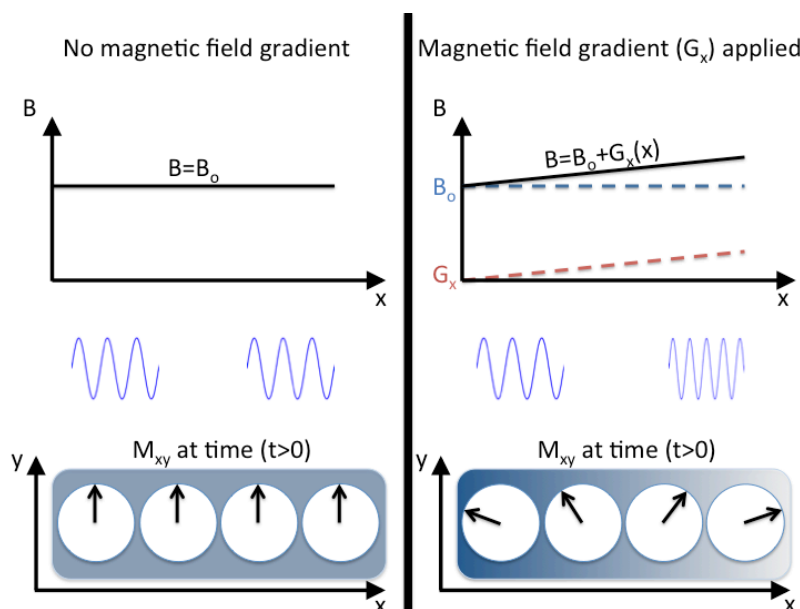 No magnetic field gradient
B
B=Bₒ
x
Mxy at time (t>0)
y
x
Magnetic field gradient (Gx) applied
B
B=Bₒ+Gx(x)
Bₒ
Gx
x
Mxy at time (t>0)
y
x